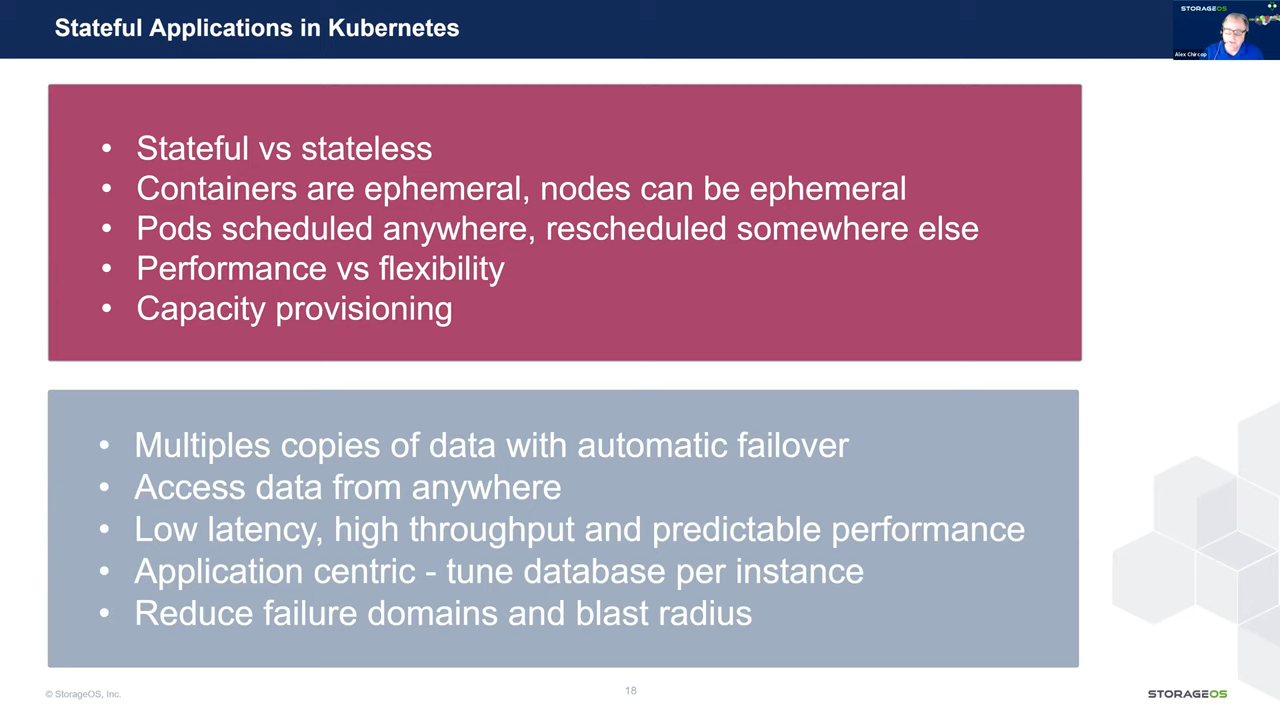 Stateful Applications in Kubernetes
STORAGEOS
Alex Chircop
• Stateful vs stateless
• Containers are ephemeral, nodes can be ephemeral
• Pods scheduled anywhere, rescheduled somewhere else
• Performance vs flexibility
• Capacity provisioning
• Multiples copies of data with automatic failover
• Access data from anywhere
• Low latency, high throughput and predictable performance
• Application centric - tune database per instance
• Reduce failure domains and blast radius
© StorageOS, Inc.
18
STORAGEOS